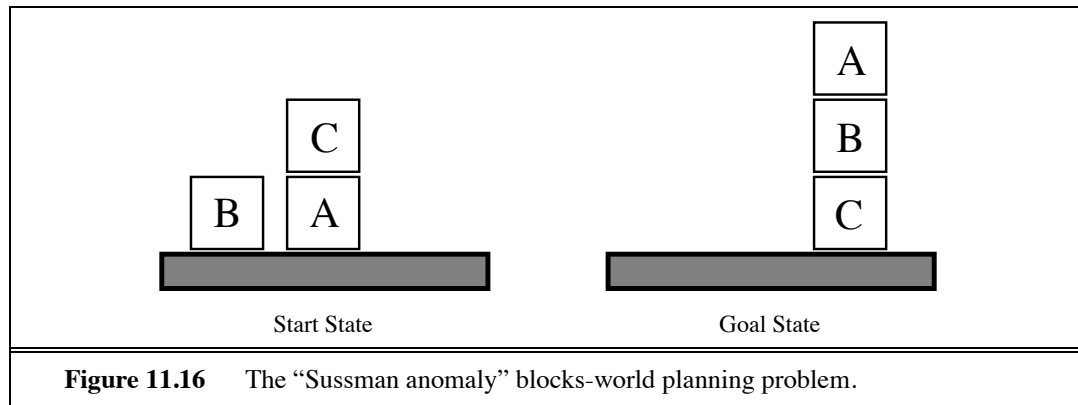 A
C
B
B
A
C
Start State
Goal State
Figure 11.16 The “Sussman anomaly” blocks-world planning problem.